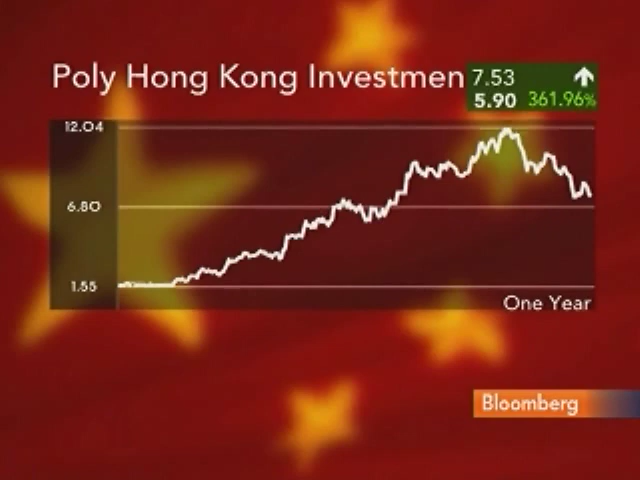 Poly Hong Kong Investmen
7.53
5.90 361.96%
12.04
6.80
1.55
One Year
Bloomberg